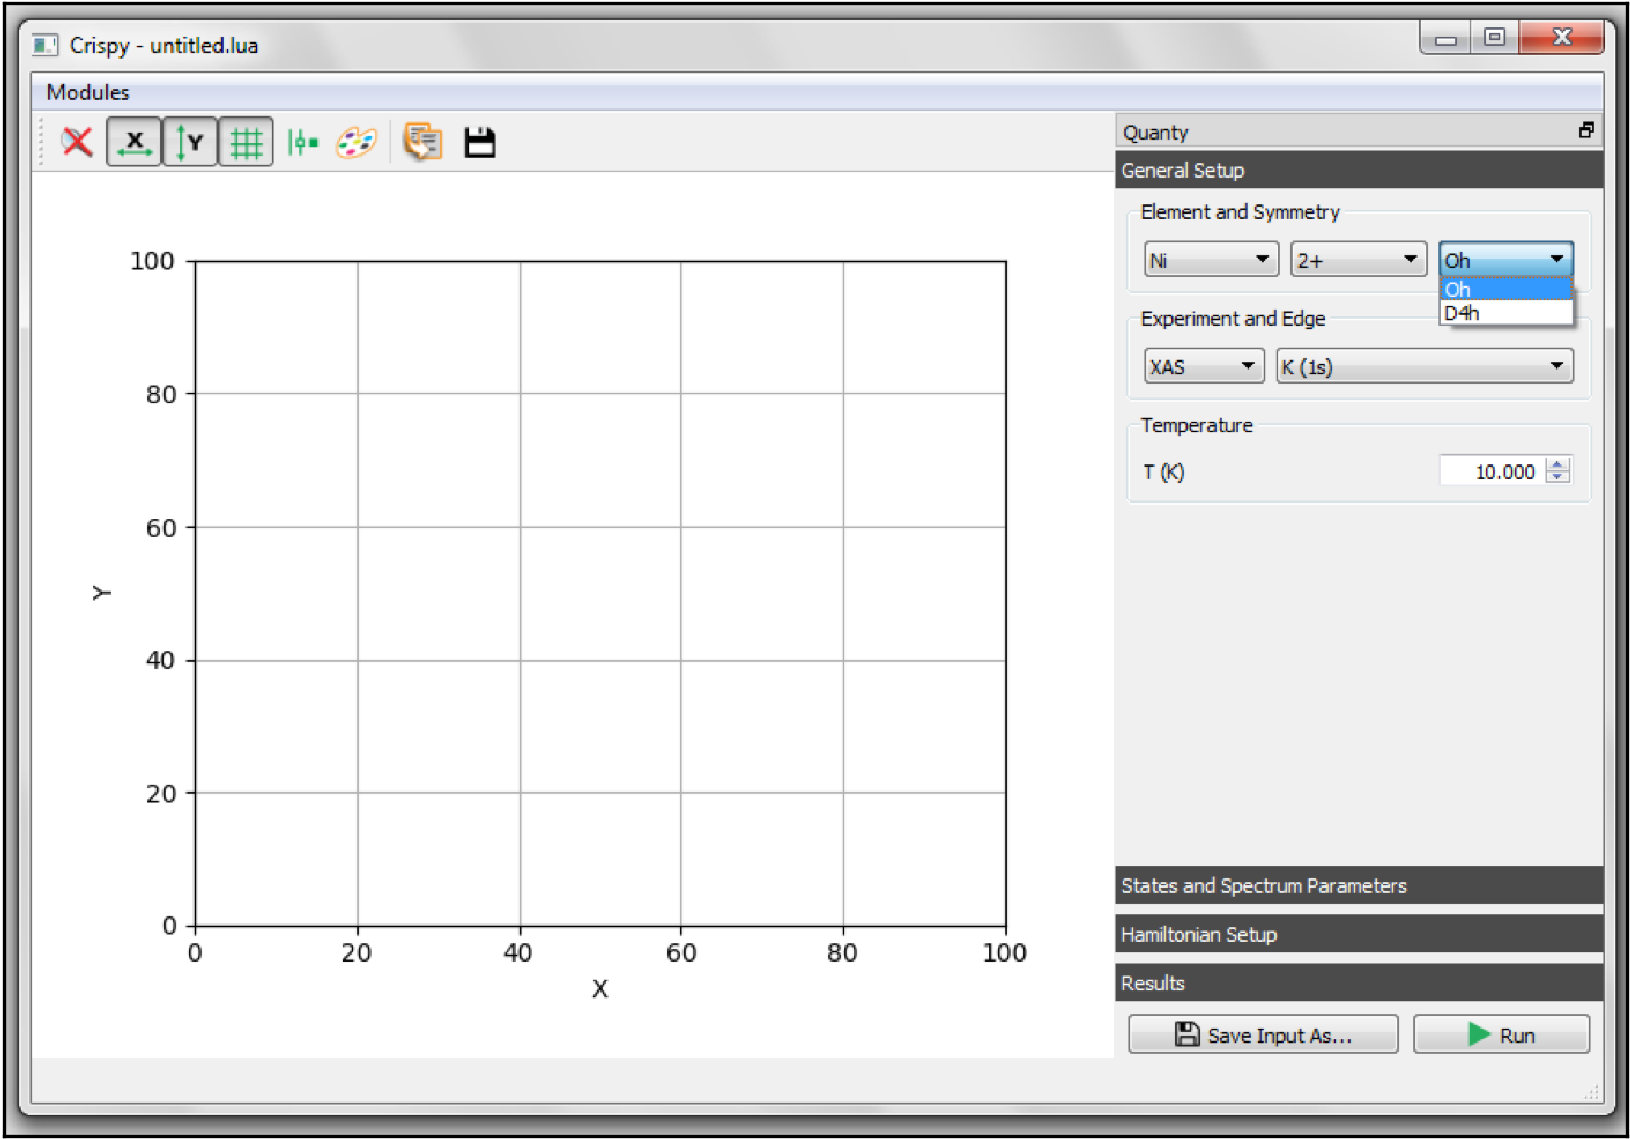 Crispy - untitled.lua
Modules
X Y
Quanty
General Setup
Element and Symmetry
Ni 2+ Oh
Oh
D4h
Experiment and Edge
XAS K (1s)
Temperature
T (K) 10.000
100
80
60
40
20
0
0 20 40 60 80 100
X
Y
States and Spectrum Parameters
Hamiltonian Setup
Results
Save Input As... Run